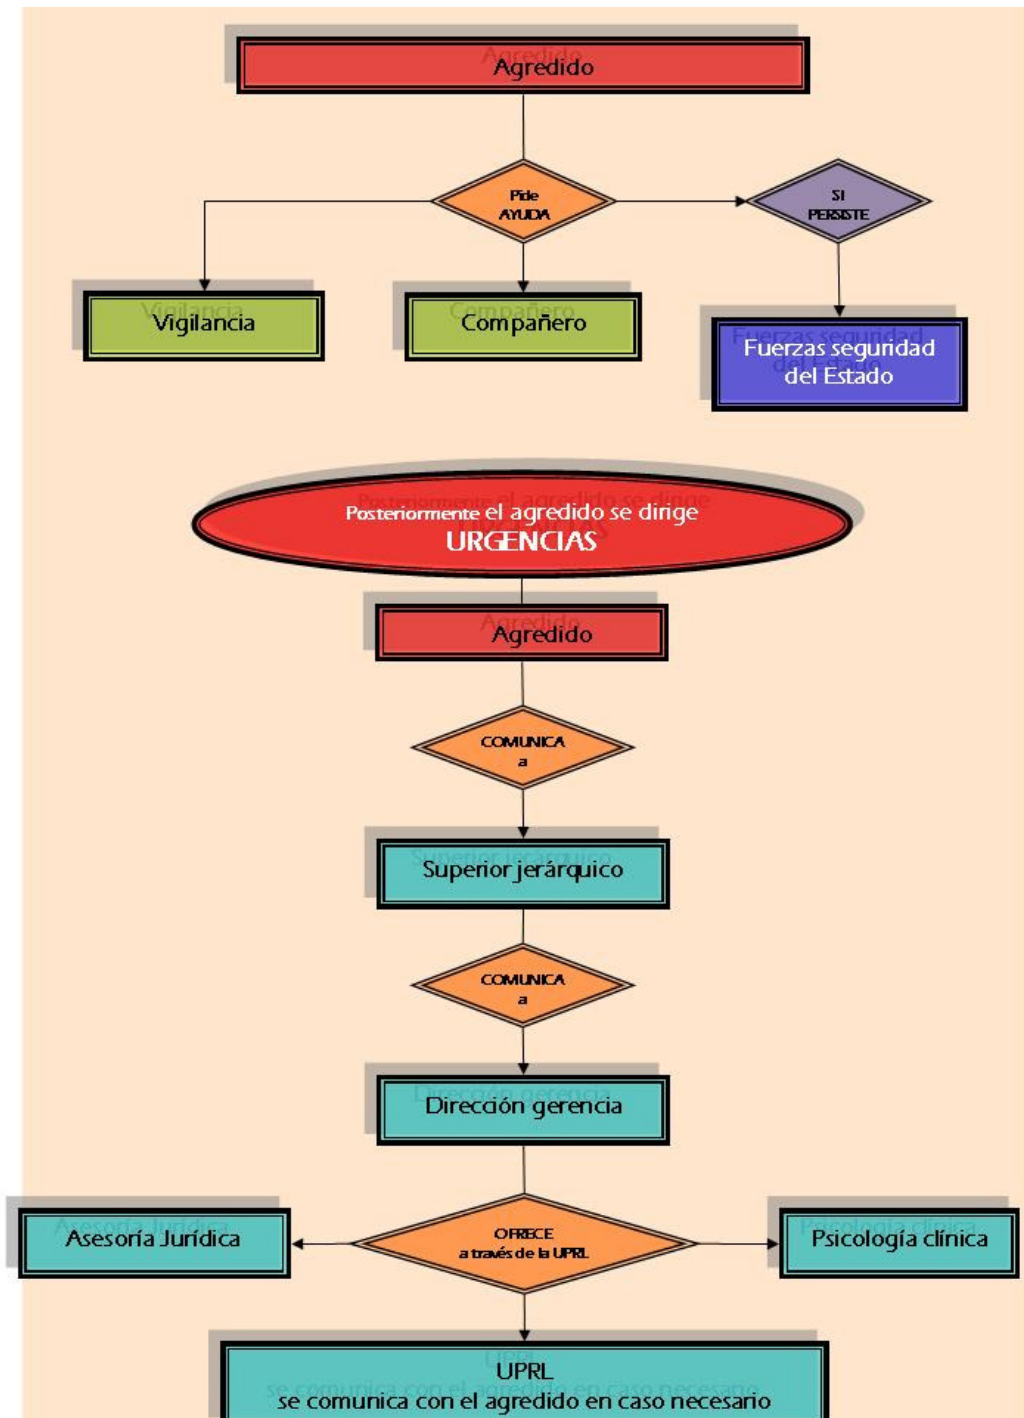 Agredido
Pide
AYUDA
SI
PERSISTE
Vigilancia
Compañero
Fuerzas seguridad
del Estado
Posteriormente el agredido se dirige
URGENCIAS
Agredido
COMUNICA
a
Superior jerárquico
COMUNICA
a
Dirección gerencia
Asesoría Jurídica
OFRECE
a través de la UPRL
Psicología clínica
UPRL
se comunica con el agredido en caso necesario